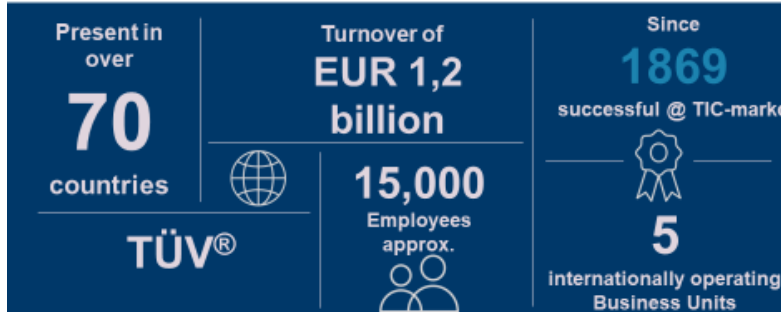 Present in
over
70
countries
TÜV®
Turnover of
EUR 1,2
billion
15,000
Employees
approx.
Since
1869
successful @ TIC-marke
5
internationally operating
Business Units